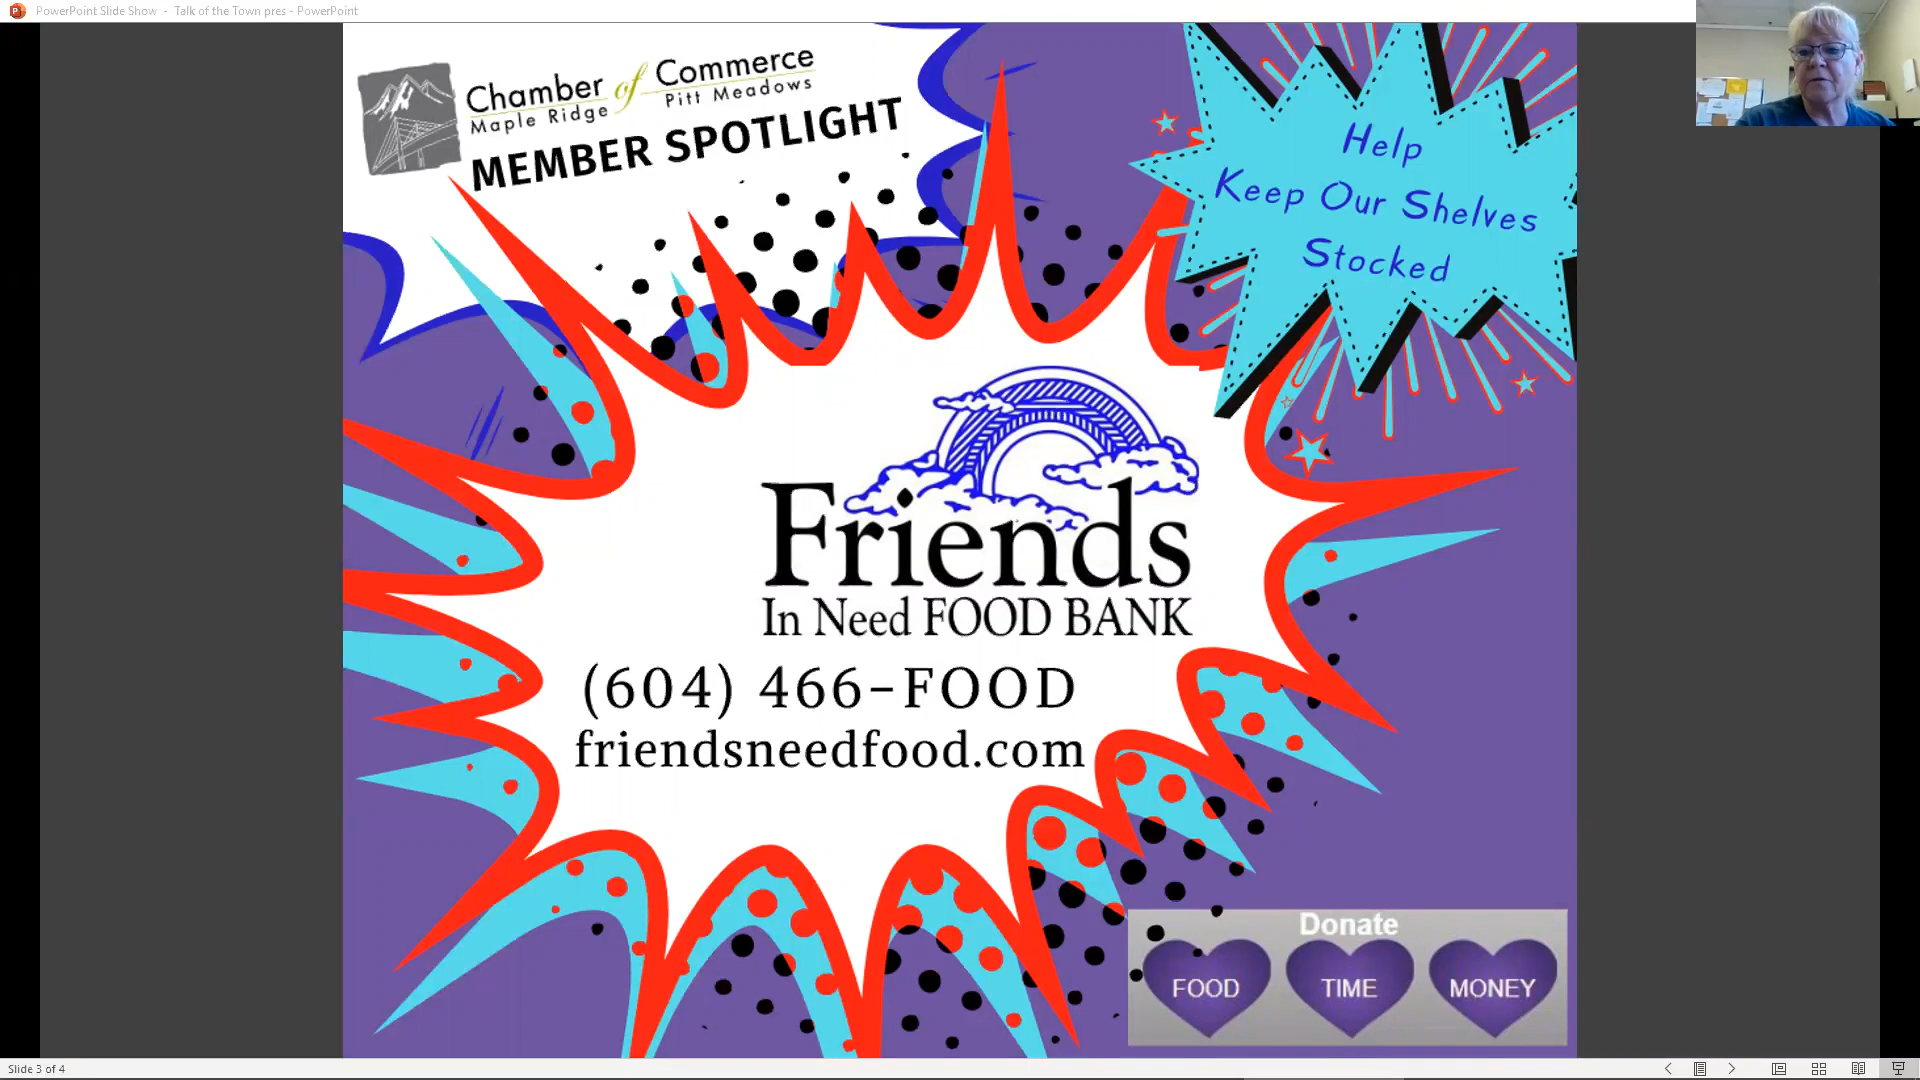 PowerPoint Slide Show - Talk of the Town pres - PowerPoint
Chamber of Commerce
Maple Ridge Pitt Meadows
MEMBER SPOTLIGHT
Help
Keep Our Shelves
Stocked
Friends
In Need FOOD BANK
(604) 466-FOOD
friendsneedfood.com
Donate
FOOD TIME MONEY
Slide 3 of 4